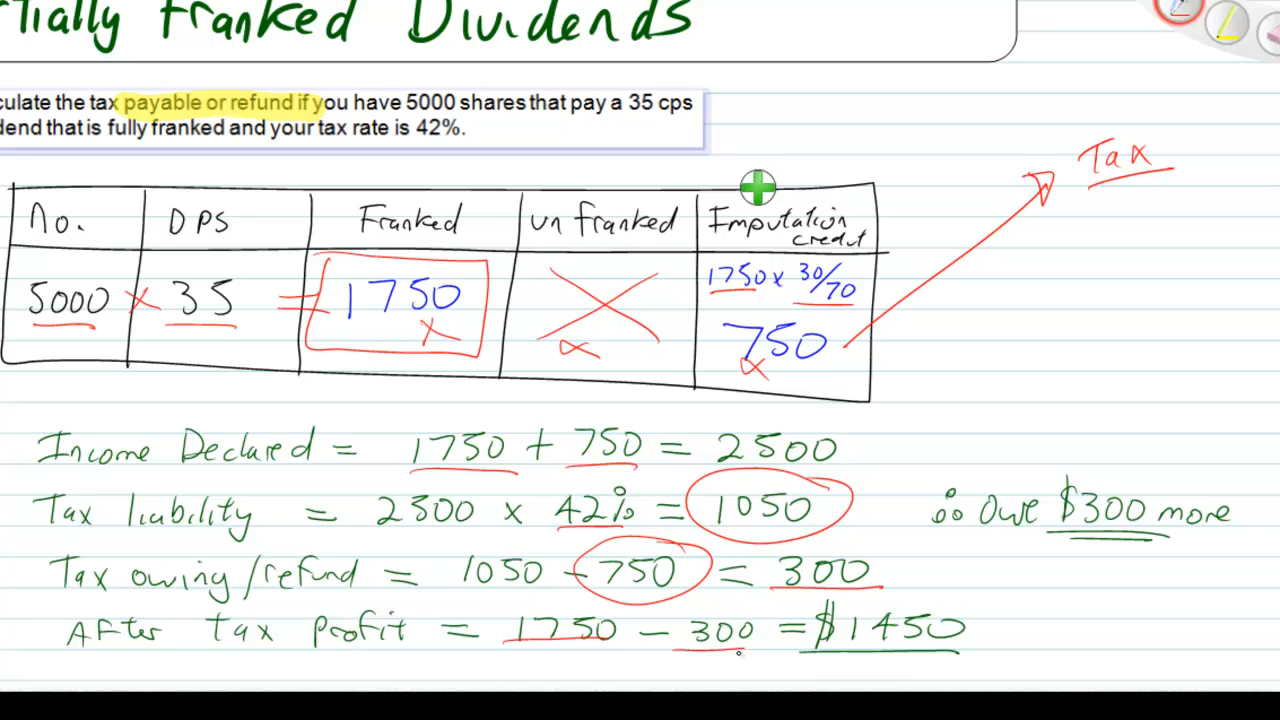 tially Franked Dividends
culate the tax payable or refund if you have 5000 shares that pay a 35 cps
dend that is fully franked and your tax rate is 42%.
Tax
no. DPS Franked un franked Imputation credit
5000 x 35 = 1750 1750 x 30/70
x 750
Income Declared = 1750 + 750 = 2500
Tax liability = 2500 x 42% = 1050 ∴ Owe $300 more
Tax owing/refund = 1050 - 750 = 300
After Tax Profit = 1750 - 300 = $1450